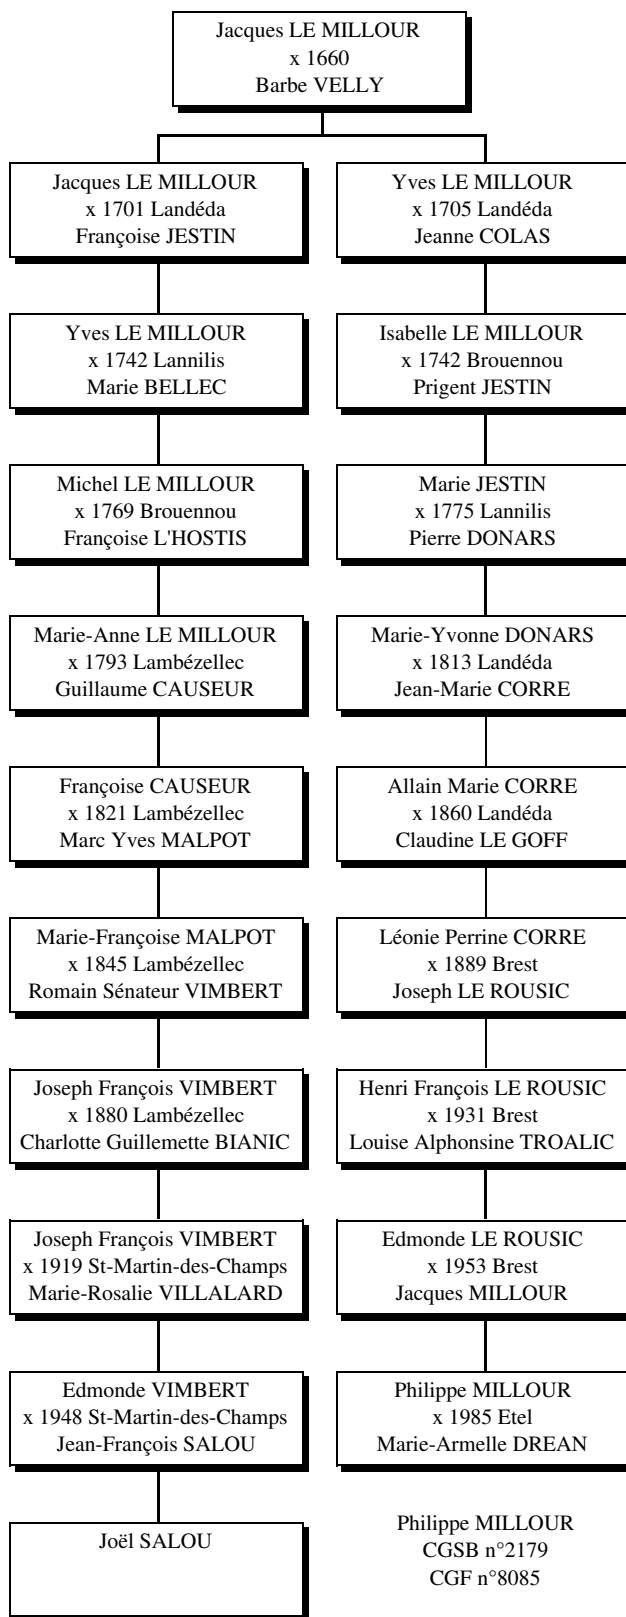 Jacques LE MILLOUR
x 1660
Barbe VELLY
Jacques LE MILLOUR
x 1701 Landéda
Françoise JESTIN
Yves LE MILLOUR
x 1705 Landéda
Jeanne COLAS
Yves LE MILLOUR
x 1742 Lannilis
Marie BELLEC
Isabelle LE MILLOUR
x 1742 Brouennou
Prigent JESTIN
Michel LE MILLOUR
x 1769 Brouennou
Françoise L'HOSTIS
Marie JESTIN
x 1775 Lannilis
Pierre DONARS
Marie-Anne LE MILLOUR
x 1793 Lambézellec
Guillaume CAUSEUR
Marie-Yvonne DONARS
x 1813 Landéda
Jean-Marie CORRE
Françoise CAUSEUR
x 1821 Lambézellec
Marc Yves MALPOT
Allain Marie CORRE
x 1860 Landéda
Claudine LE GOFF
Marie-Françoise MALPOT
x 1845 Lambézellec
Romain Sénateur VIMBERT
Léonie Perrine CORRE
x 1889 Brest
Joseph LE ROUSIC
Joseph François VIMBERT
x 1880 Lambézellec
Charlotte Guillemette BIANIC
Henri François LE ROUSIC
x 1931 Brest
Louise Alphonsine TROALIC
Joseph François VIMBERT
x 1919 St-Martin-des-Champs
Marie-Rosalie VILLALARD
Edmonde LE ROUSIC
x 1953 Brest
Jacques MILLOUR
Edmonde VIMBERT
x 1948 St-Martin-des-Champs
Jean-François SALOU
Philippe MILLOUR
x 1985 Etel
Marie-Armelle DREAN
Joël SALOU
Philippe MILLOUR
CGSB n°2179
CGF n°8085